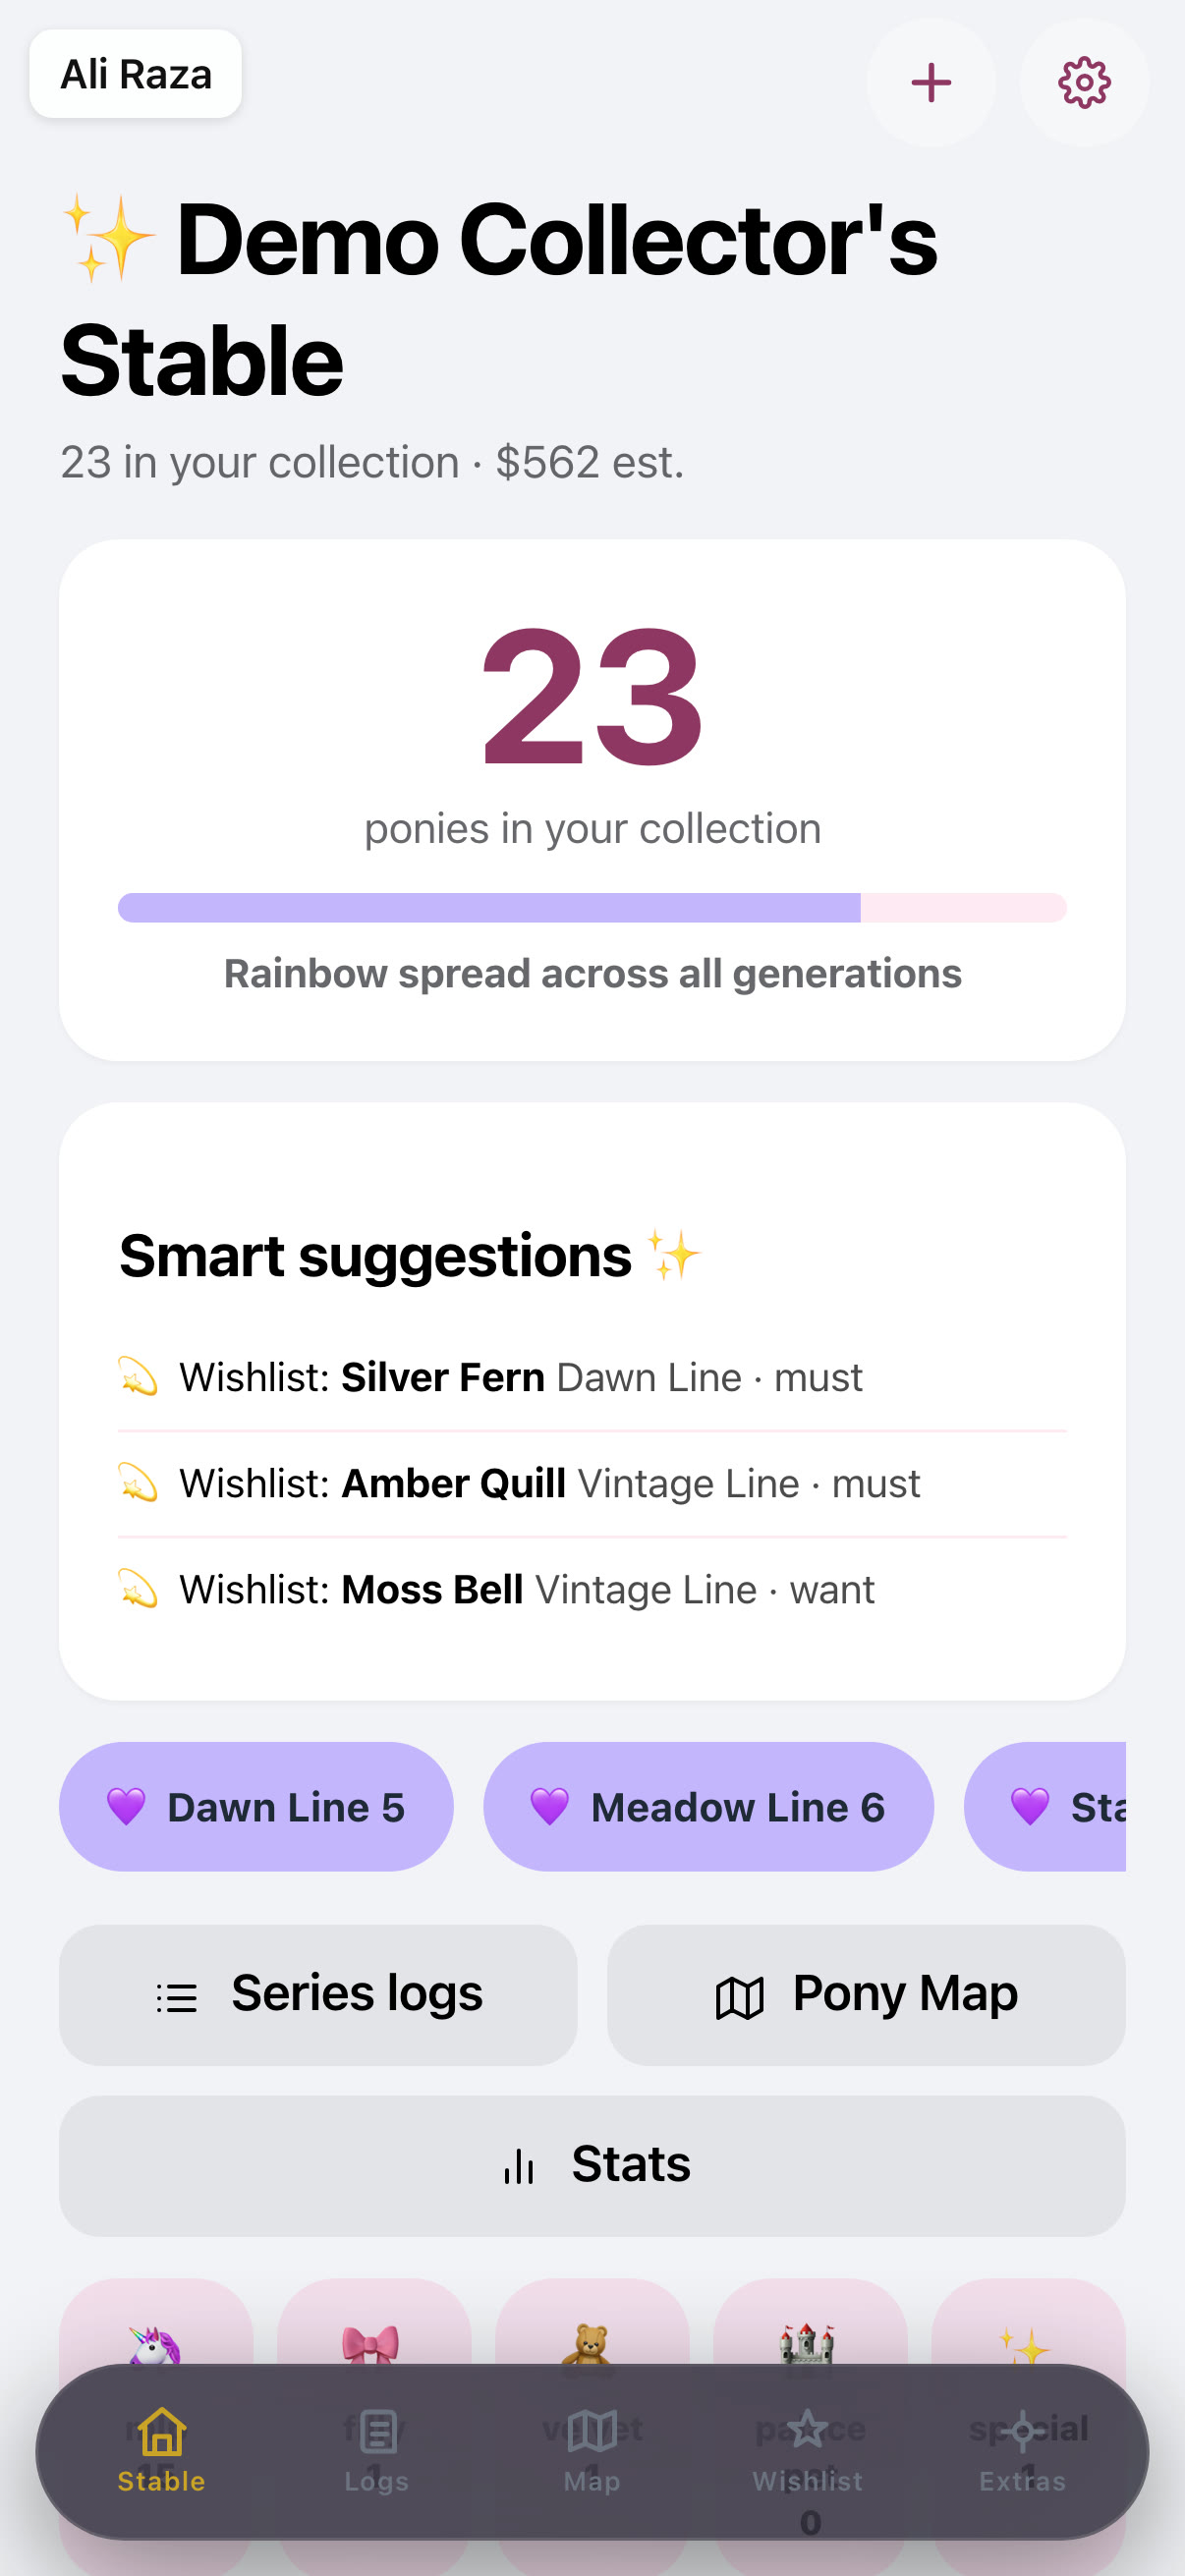 Ali Raza
✨ Demo Collector's
Stable
23 in your collection · $562 est.
23
ponies in your collection
Rainbow spread across all generations
Smart suggestions ✨
💫 Wishlist: Silver Fern Dawn Line · must
💫 Wishlist: Amber Quill Vintage Line · must
💫 Wishlist: Moss Bell Vintage Line · want
💜 Dawn Line 5
💜 Meadow Line 6
💜
Series logs
Pony Map
Stats
special
Stable
Logs
Map
Wishlist
Extras
0